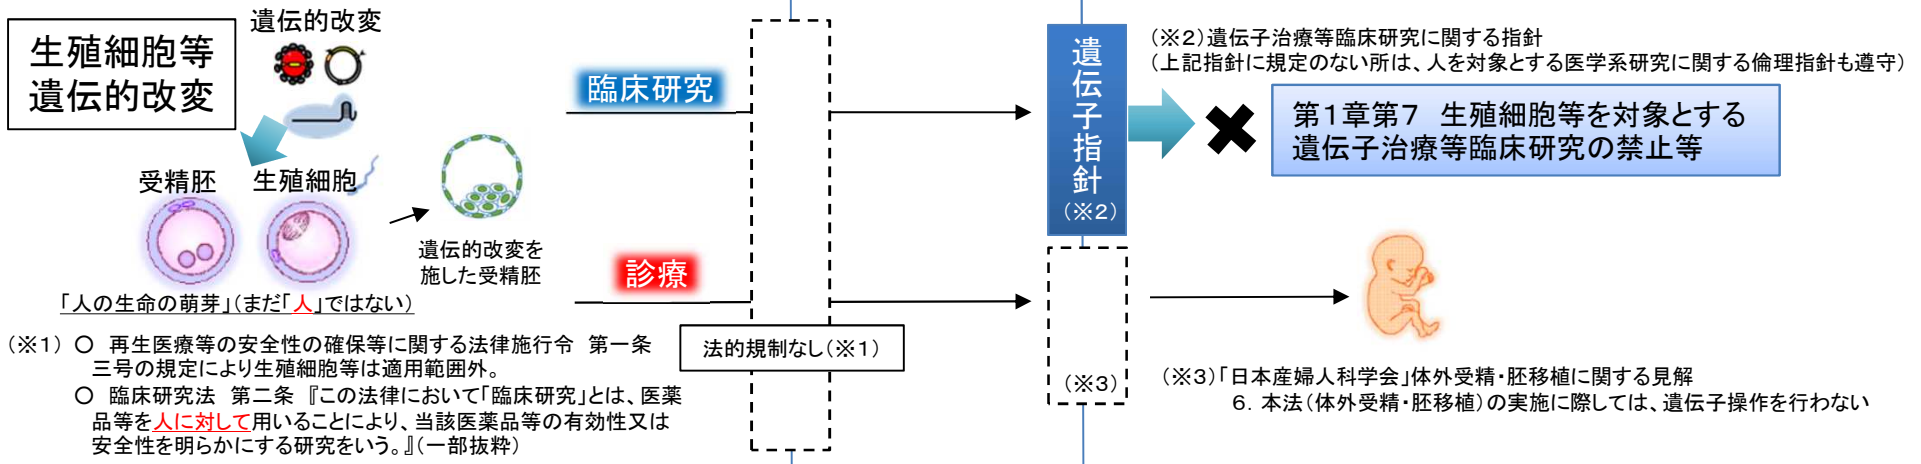 生殖細胞等
遺伝的改変
遺伝的改変
受精胚
生殖細胞
遺伝的改変を
施した受精胚
「人の生命の萌芽」(まだ「人」ではない)
臨床研究
診療
法的規制なし(※1)
遺伝子指針
(※2)
(※3)
(※2)遺伝子治療等臨床研究に関する指針
(上記指針に規定のない所は、人を対象とする医学系研究に関する倫理指針も遵守)
第1章第7 生殖細胞等を対象とする
遺伝子治療等臨床研究の禁止等
(※1) ○ 再生医療等の安全性の確保等に関する法律施行令 第一条
三号の規定により生殖細胞等は適用範囲外。
○ 臨床研究法 第二条 『この法律において「臨床研究」とは、医薬
品等を人に対して用いることにより、当該医薬品等の有効性又は
安全性を明らかにする研究をいう。』(一部抜粋)
(※3)「日本産婦人科学会」体外受精・胚移植に関する見解
6. 本法(体外受精・胚移植)の実施に際しては、遺伝子操作を行わない